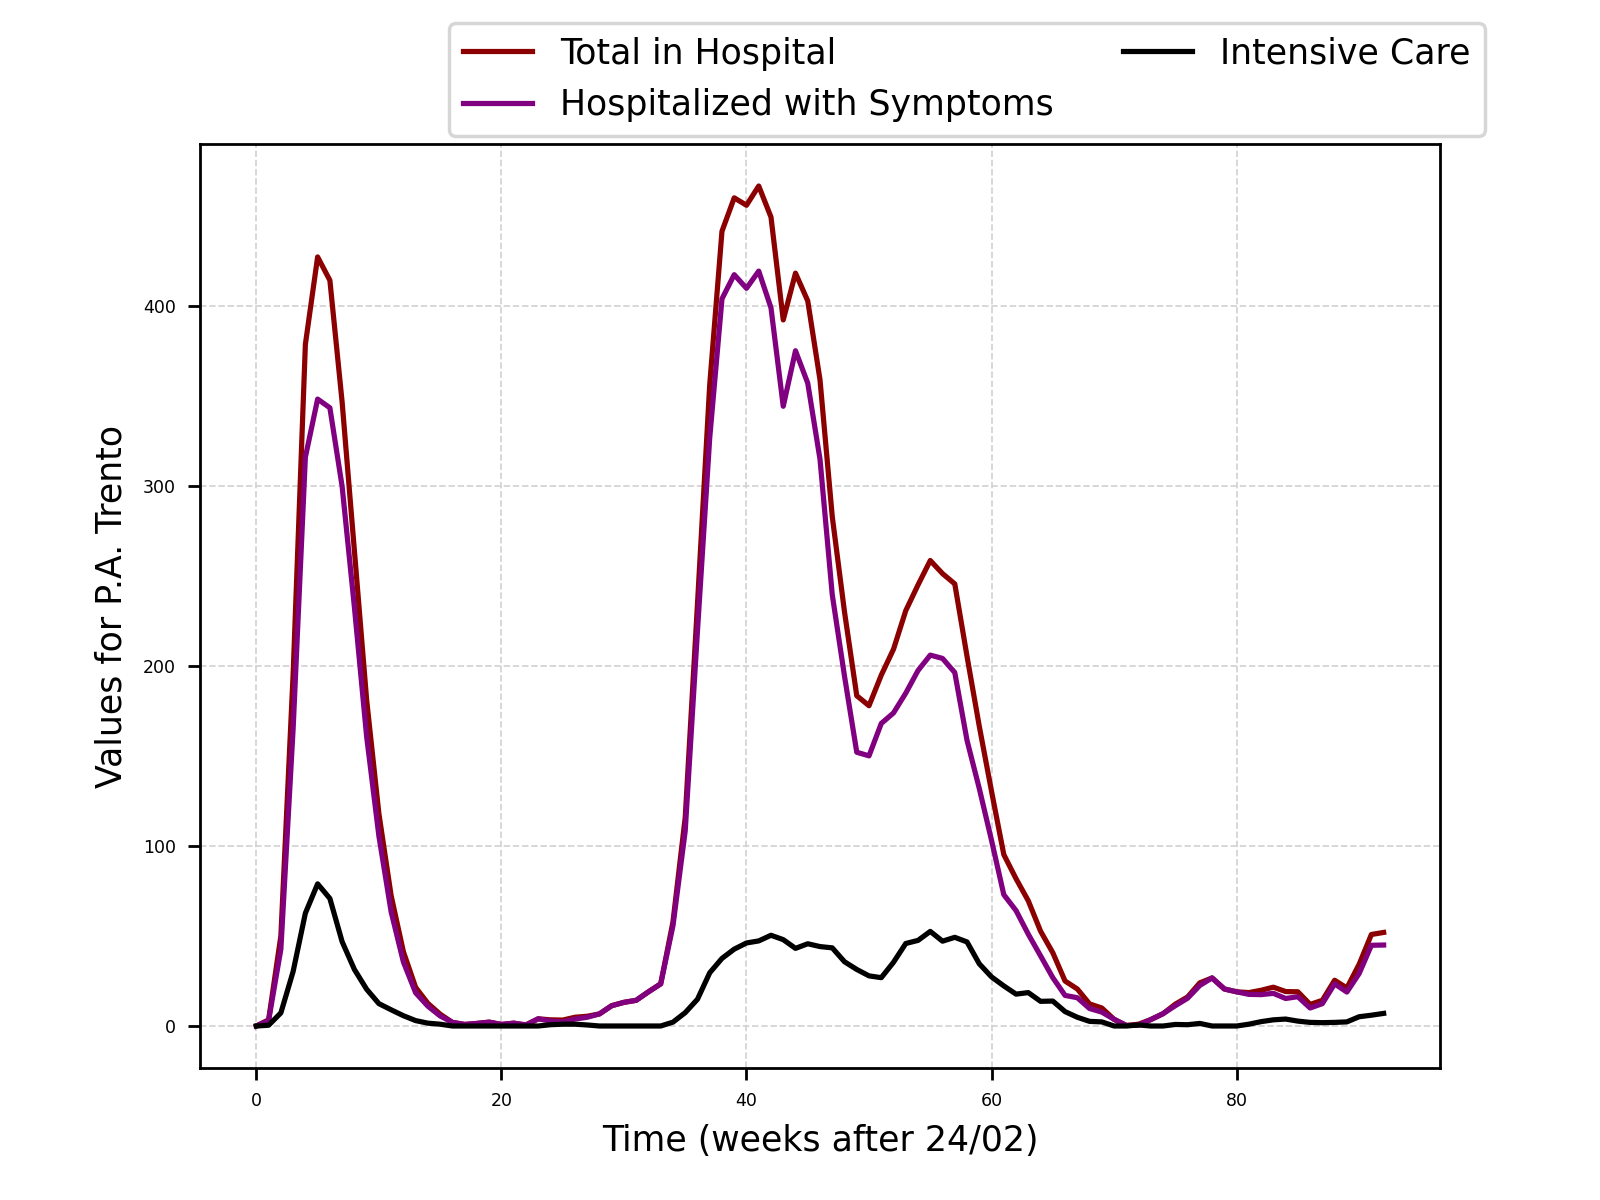 Total in Hospital
Hospitalized with Symptoms
Intensive Care
Values for P.A. Trento
400
300
200
100
0
0 20 40 60 80
Time (weeks after 24/02)